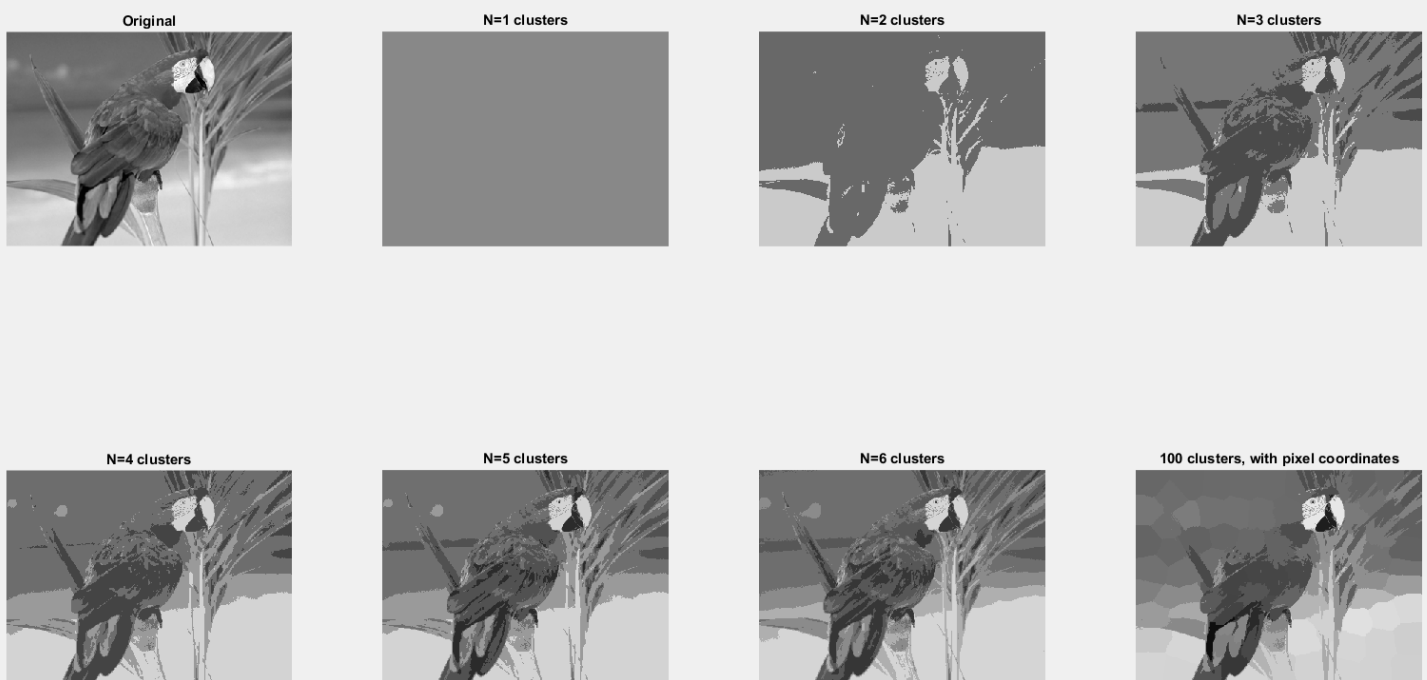 Original
N=1 clusters
N=2 clusters
N=3 clusters
N=4 clusters
N=5 clusters
N=6 clusters
100 clusters, with pixel coordinates